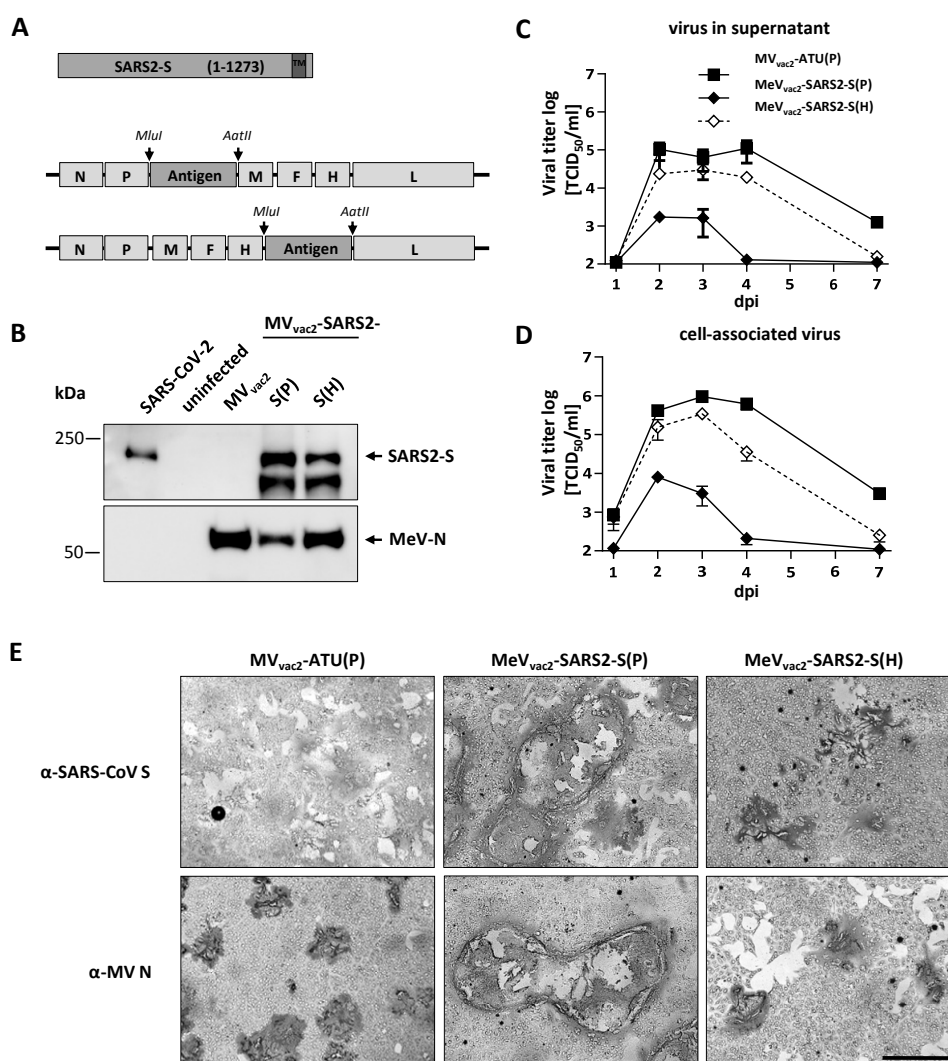 A
SARS2-S (1-1273) TM
MluI AatII
N P Antigen M F H L
MluI AatII
N P M F H Antigen L
B
MVvac2-SARS2-
kDa SARS-CoV-2 uninfected MVvac2 S(P) S(H)
250
SARS2-S
50
MeV-N
C
virus in supernatant
MVvac2-ATU(P)
MeVvac2-SARS2-S(P)
MeVvac2-SARS2-S(H)
Viral titer log
[TCID50/ml]
7
6
5
4
3
2
1 2 3 4 5 6 7
dpi
D
cell-associated virus
Viral titer log
[TCID50/ml]
7
6
5
4
3
2
1 2 3 4 5 6 7
dpi
E
MVvac2-ATU(P) MeVvac2-SARS2-S(P) MeVvac2-SARS2-S(H)
α-SARS-CoV S
α-MV N